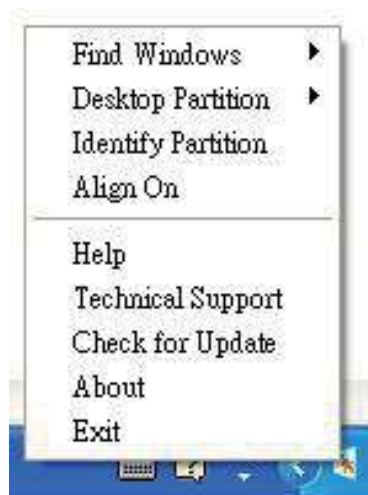 Find Windows
Desktop Partition
Identify Partition
Align On
Help
Technical Support
Check for Update
About
Exit